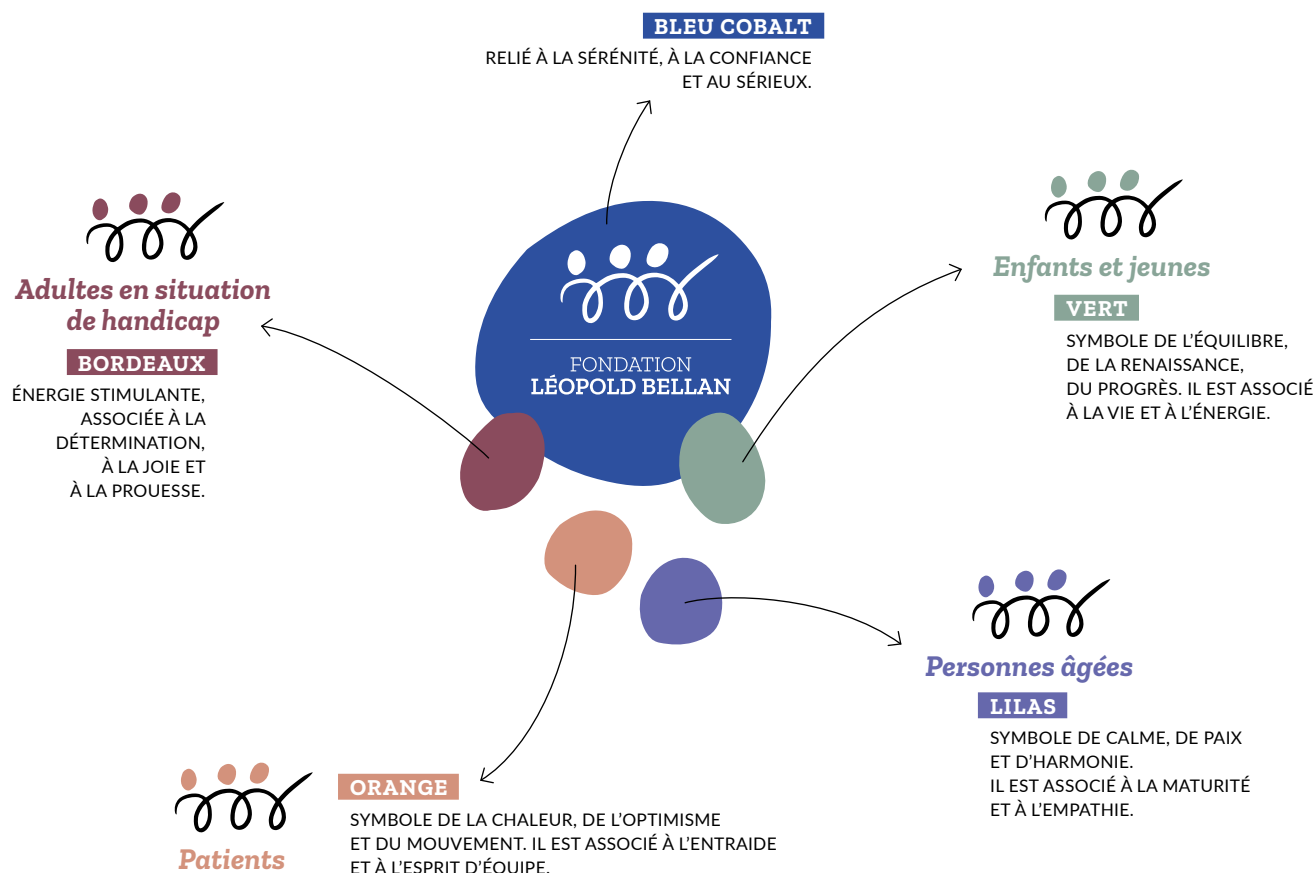 BLEU COBALT
RELIÉ À LA SÉRÉNITÉ, À LA CONFIANCE
ET AU SÉRIEUX.
FONDATION
LÉOPOLD BELLAN
Adultes en situation
de handicap
BORDEAUX
ÉNERGIE STIMULANTE,
ASSOCIÉE À LA
DÉTERMINATION,
À LA JOIE ET
À LA PROUESSE.
Enfants et jeunes
VERT
SYMBOLE DE L’ÉQUILIBRE,
DE LA RENAISSANCE,
DU PROGRÈS. IL EST ASSOCIÉ
À LA VIE ET À L’ÉNERGIE.
Personnes âgées
LILAS
SYMBOLE DE CALME, DE PAIX
ET D’HARMONIE.
IL EST ASSOCIÉ À LA MATURITÉ
ET À L’EMPATHIE.
Patients
ORANGE
SYMBOLE DE LA CHALEUR, DE L’OPTIMISME
ET DU MOUVEMENT. IL EST ASSOCIÉ À L’ENTRAIDE
ET À L’ESPRIT D’ÉQUIPE.